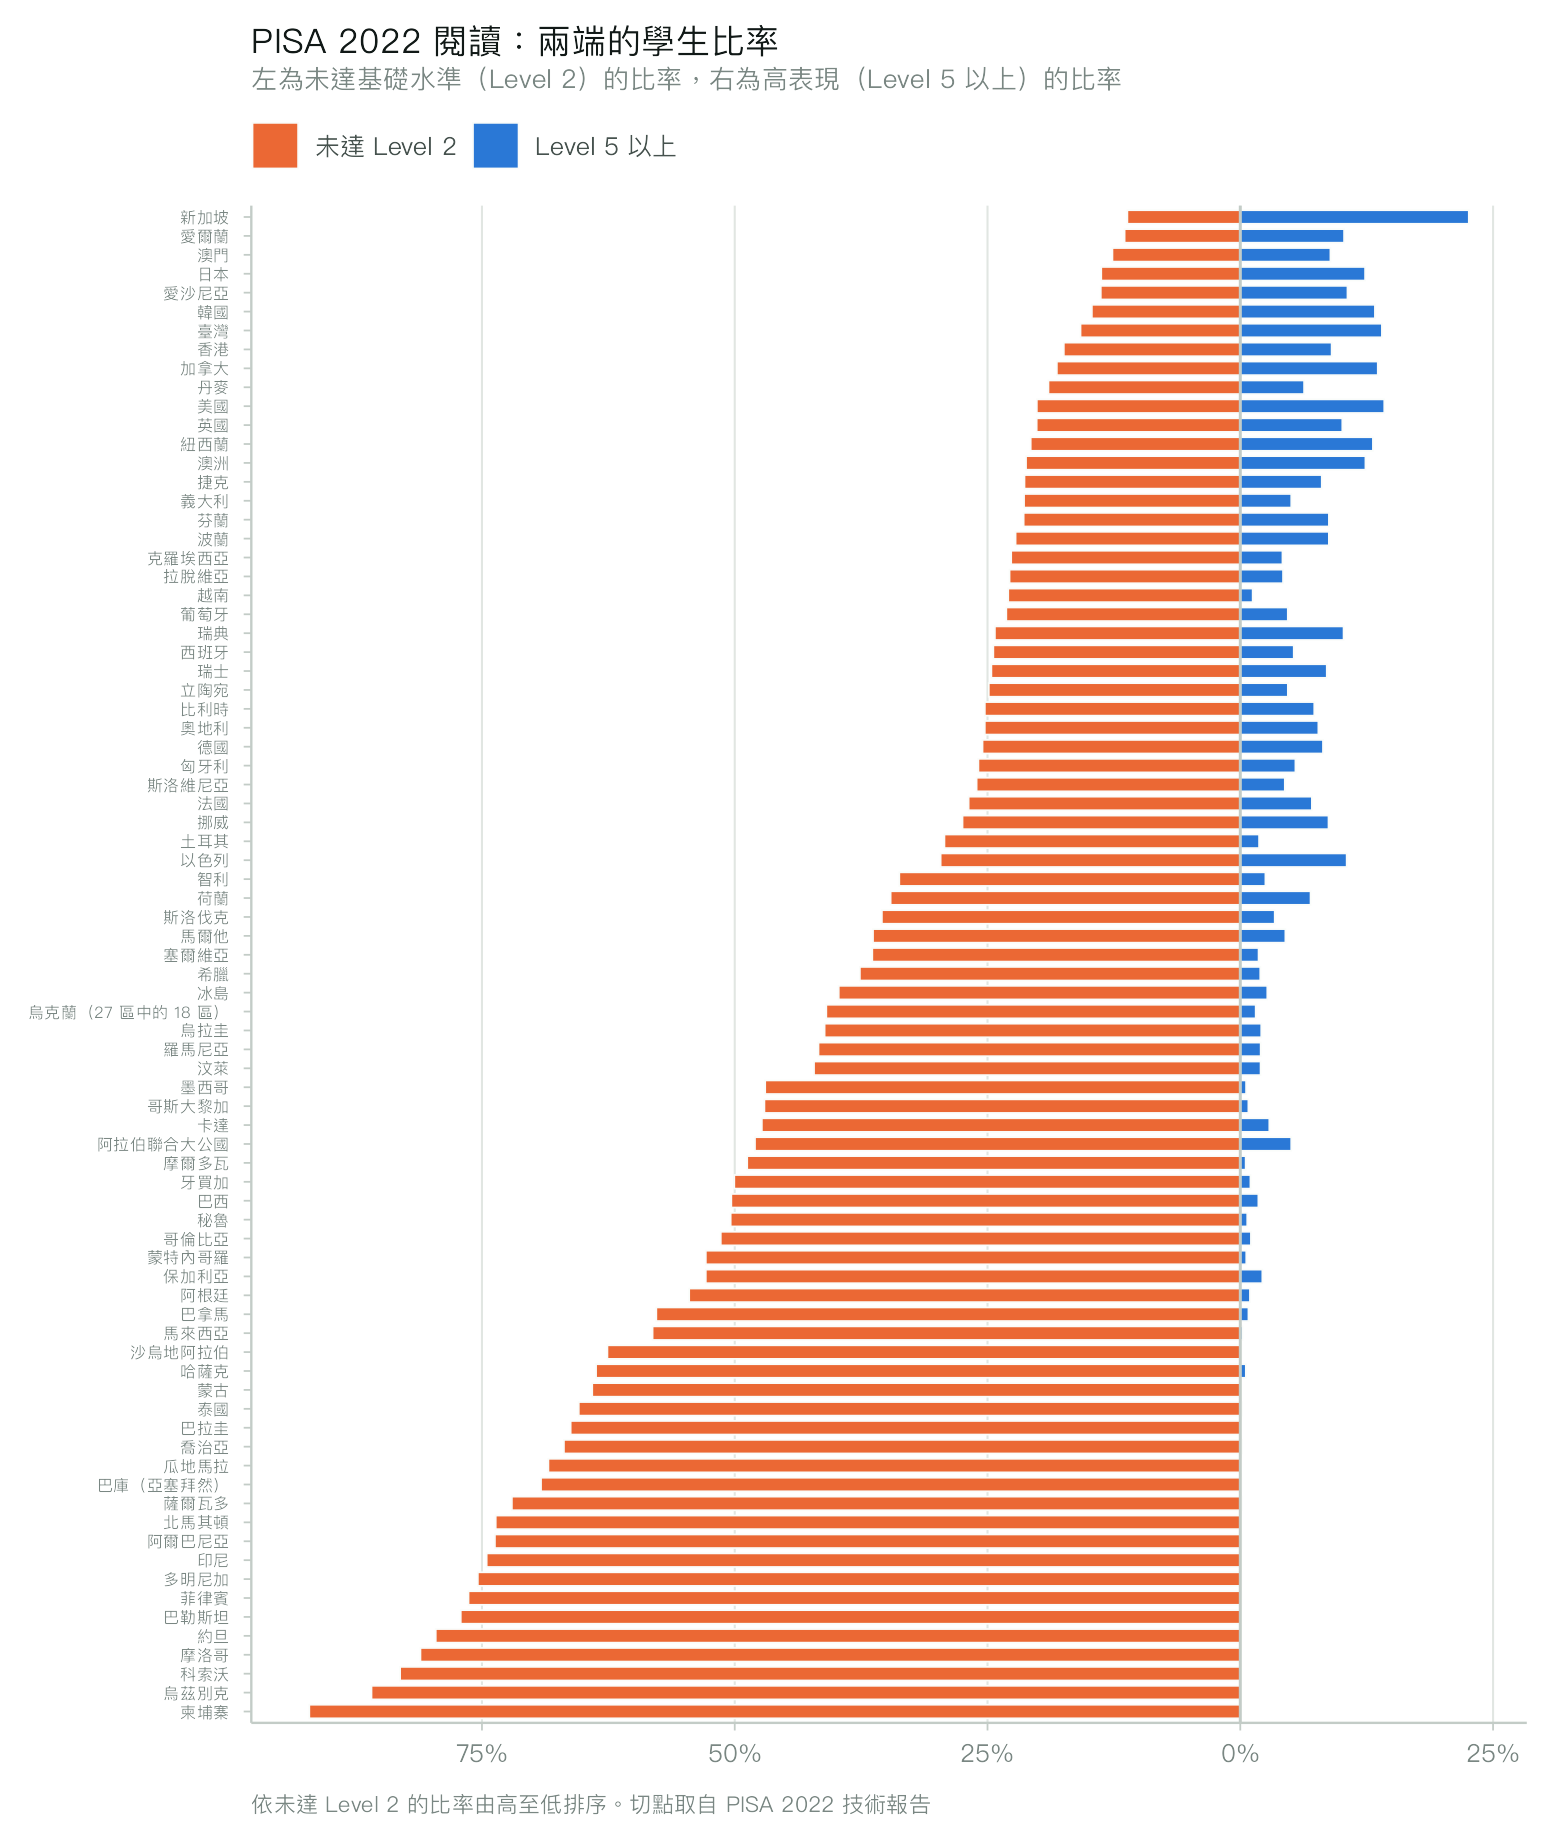 PISA 2022 閱讀：兩端的學生比率
左為未達基礎水準（Level 2）的比率，右為高表現（Level 5 以上）的比率
未達 Level 2 Level 5 以上
新加坡
愛爾蘭
澳門
日本
愛沙尼亞
韓國
臺灣
香港
加拿大
丹麥
美國
英國
紐西蘭
澳洲
捷克
義大利
芬蘭
波蘭
克羅埃西亞
拉脫維亞
越南
葡萄牙
瑞典
西班牙
瑞士
立陶宛
比利時
奧地利
德國
匈牙利
斯洛維尼亞
法國
挪威
土耳其
以色列
智利
荷蘭
斯洛伐克
馬爾他
塞爾維亞
希臘
冰島
烏克蘭（27 區中的 18 區）
烏拉圭
羅馬尼亞
汶萊
墨西哥
哥斯大黎加
卡達
阿拉伯聯合大公國
摩爾多瓦
牙買加
巴西
秘魯
哥倫比亞
蒙特內哥羅
保加利亞
阿根廷
巴拿馬
馬來西亞
沙烏地阿拉伯
哈薩克
蒙古
泰國
巴拉圭
喬治亞
瓜地馬拉
巴庫（亞塞拜然）
薩爾瓦多
北馬其頓
阿爾巴尼亞
印尼
多明尼加
菲律賓
巴勒斯坦
約旦
摩洛哥
科索沃
烏茲別克
柬埔寨
75% 50% 25% 0% 25%
依未達 Level 2 的比率由高至低排序。切點取自 PISA 2022 技術報告